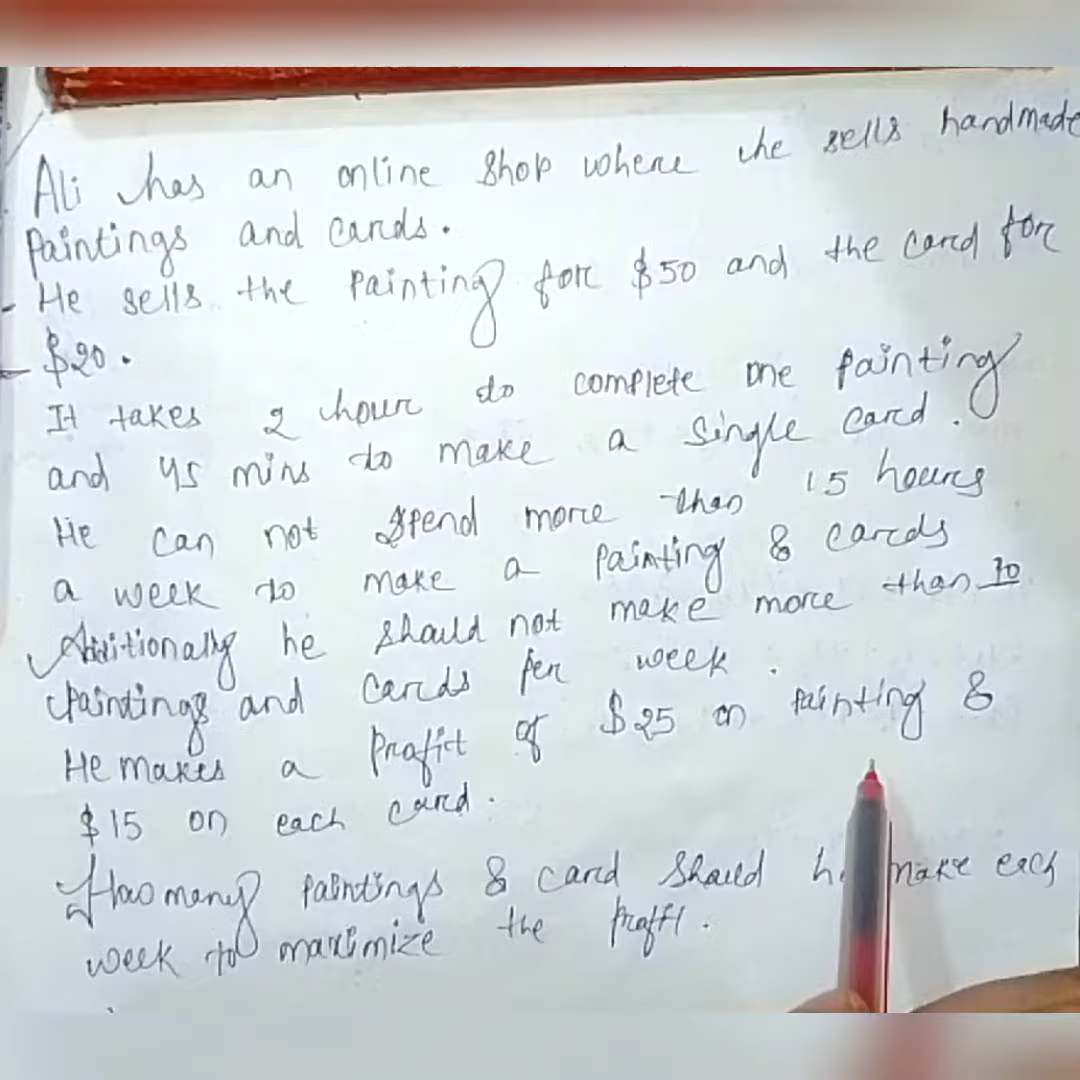 Ali has an online shop where he sells handmade
Paintings and cards.
- He sells the painting for $50 and the card for
- $20.
It takes 2 hour to complete one painting
and 45 mins to make a single card.
He can not spend more than 15 hours
a week to make a painting & cards
Additionally he should not make more than 10
paintings and cards per week.
He makes a profit of $25 on painting &
$15 on each card.
How many paintings & card should make each
week to maximize the profit.